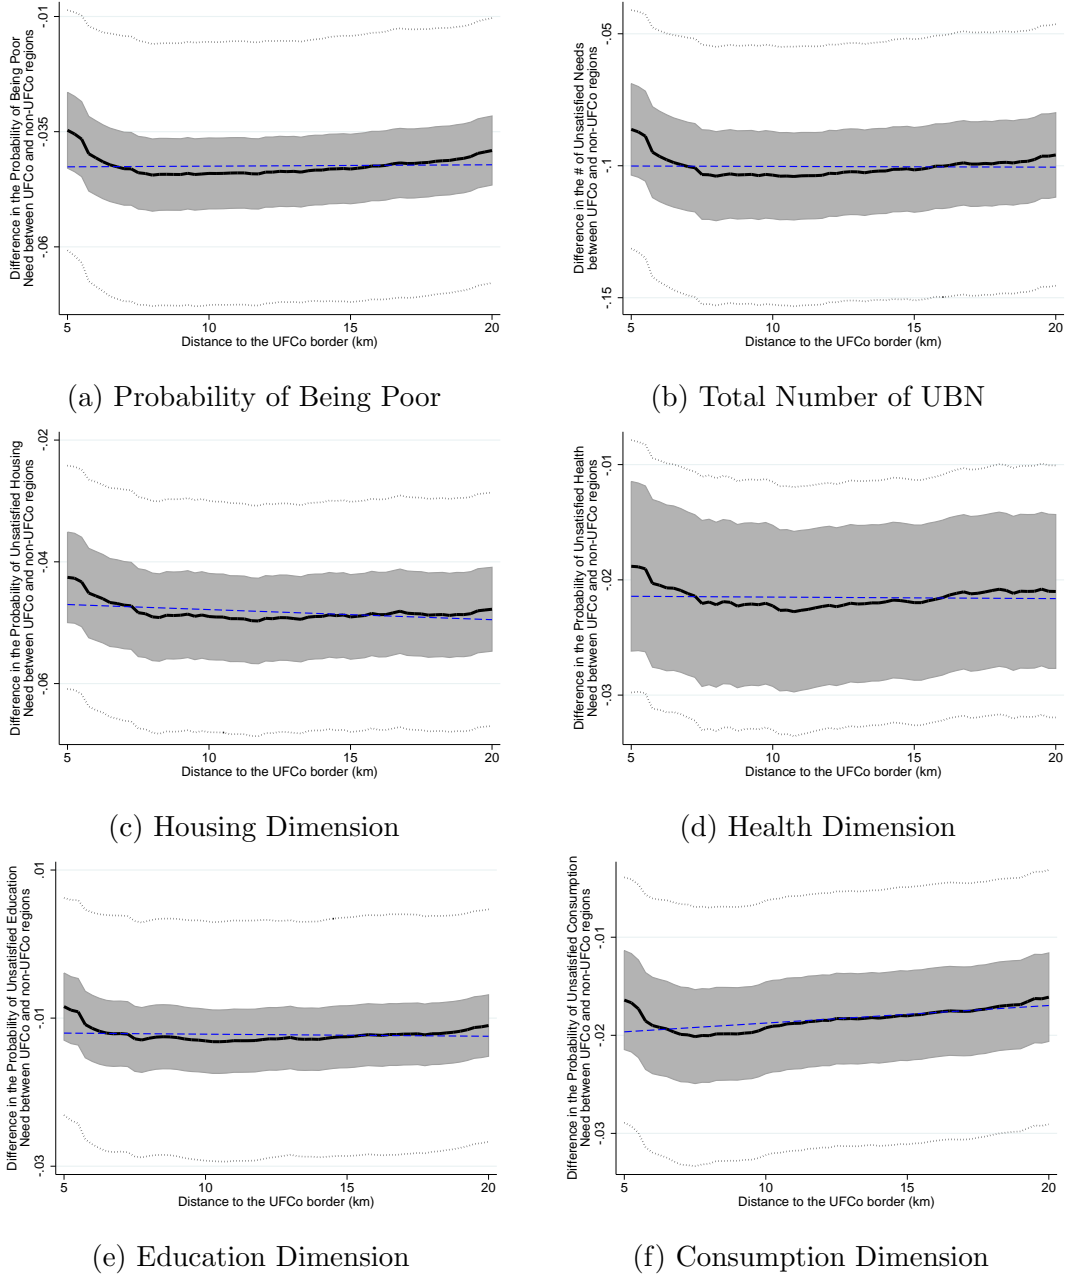 Difference in the Probability of Being Poor
Need between UFCo and non-UFCo regions
-.01
-.035
-.06
5 10 15 20
Distance to the UFCo border (km)
(a) Probability of Being Poor
Difference in the # of Unsatisfied Needs
between UFCo and non-UFCo regions
-.05
-.1
-.15
5 10 15 20
Distance to the UFCo border (km)
(b) Total Number of UBN
Difference in the Probability of Unsatisfied Housing
Need between UFCo and non-UFCo regions
-.02
-.04
-.06
5 10 15 20
Distance to the UFCo border (km)
(c) Housing Dimension
Difference in the Probability of Unsatisfied Health
Need between UFCo and non-UFCo regions
-.01
-.02
-.03
5 10 15 20
Distance to the UFCo border (km)
(d) Health Dimension
Difference in the Probability of Unsatisfied Education
Need between UFCo and non-UFCo regions
.01
-.01
-.03
5 10 15 20
Distance to the UFCo border (km)
(e) Education Dimension
Difference in the Probability of Unsatisfied Consumption
Need between UFCo and non-UFCo regions
-.01
-.02
-.03
5 10 15 20
Distance to the UFCo border (km)
(f) Consumption Dimension